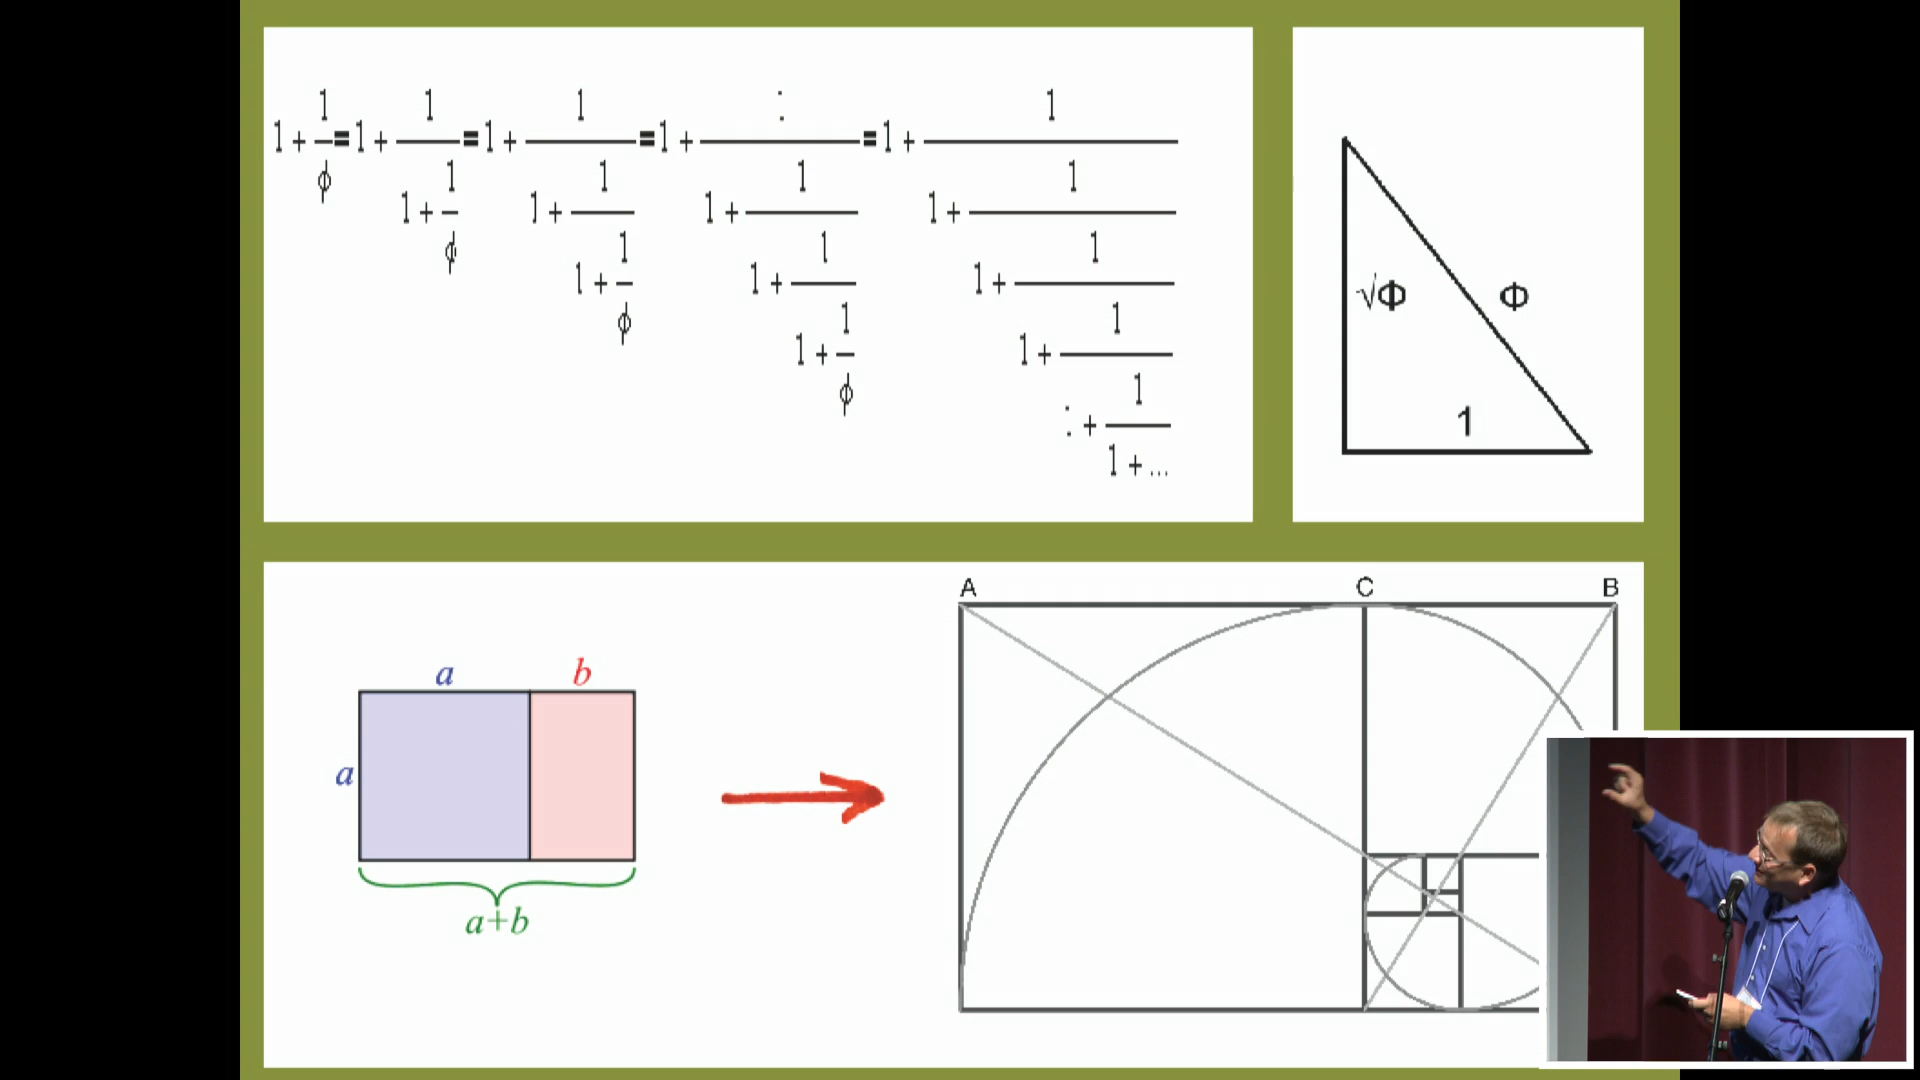 1 + 1/ϕ ≡ 1 + 1/(1 + 1/ϕ) ≡ 1 + 1/(1 + 1/(1 + 1/ϕ)) ≡ 1 + :/(1 + 1/(1 + 1/(1 + 1/ϕ))) ≡ 1 + 1/(1 + 1/(1 + 1/(1 + 1/(: + 1/(1 + ...)))))
√Φ Φ
1
A C B
a b
a
a+b